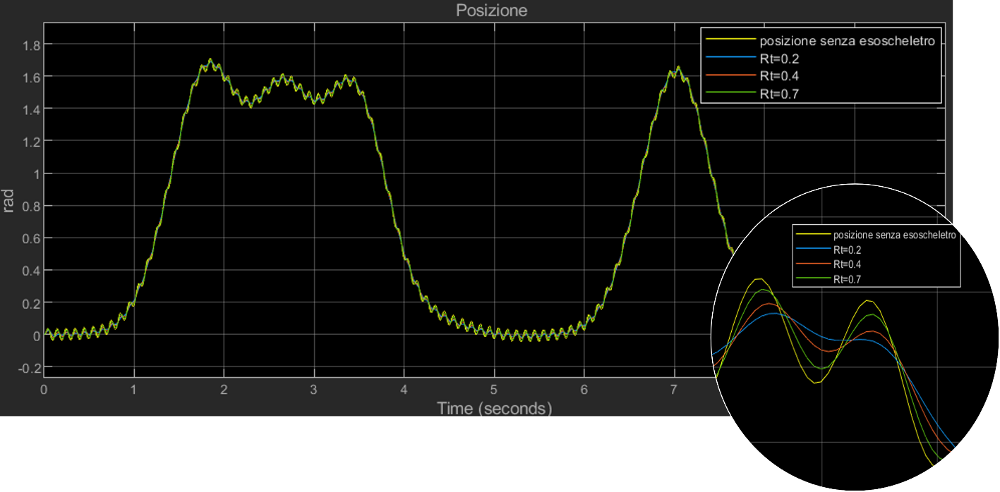 Posizione
posizione senza esoscheletro
Rt=0.2
Rt=0.4
Rt=0.7
1.8
1.6
1.4
1.2
1
0.8
0.6
0.4
0.2
0
-0.2
rad
0 1 2 3 4 5 6 7
Time (seconds)
posizione senza esoscheletro
Rt=0.2
Rt=0.4
Rt=0.7